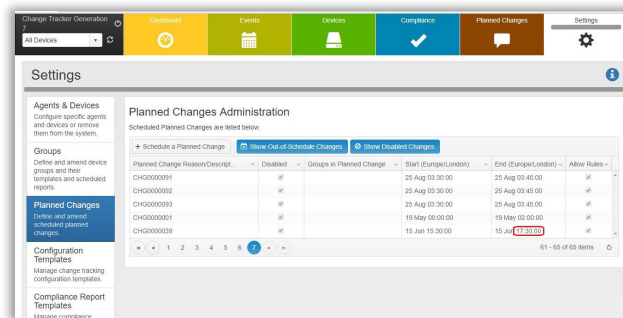 Change Tracker Generation
7
All Devices
Dashboard
Events
Devices
Compliance
Planned Changes
Settings
Settings
Agents & Devices
Configure specific agents
and devices or remove
them from the system.
Groups
Define and amend device
groups and their
templates and scheduled
reports.
Planned Changes
Define and amend
scheduled planned
changes.
Configuration
Templates
Manage change tracking
configuration templates.
Compliance Report
Templates
Manage compliance
Planned Changes Administration
Scheduled Planned Changes are listed below.
+ Schedule a Planned Change Show Out-of-Schedule Changes Show Disabled Changes
Planned Change Reason/Descript... Disabled Groups in Planned Change Start (Europe/London) End (Europe/London) Allow Rules
CHG0000091 25 Aug 03:30:00 25 Aug 03:45:00
CHG0000092 25 Aug 03:30:00 25 Aug 03:45:00
CHG0000093 25 Aug 03:30:00 25 Aug 03:45:00
CHG0000001 19 May 00:00:00 19 May 02:00:00
CHG0000039 15 Jun 15:30:00 15 Jun 17:30:00
1 2 3 4 5 6 7 61 - 65 of 65 items